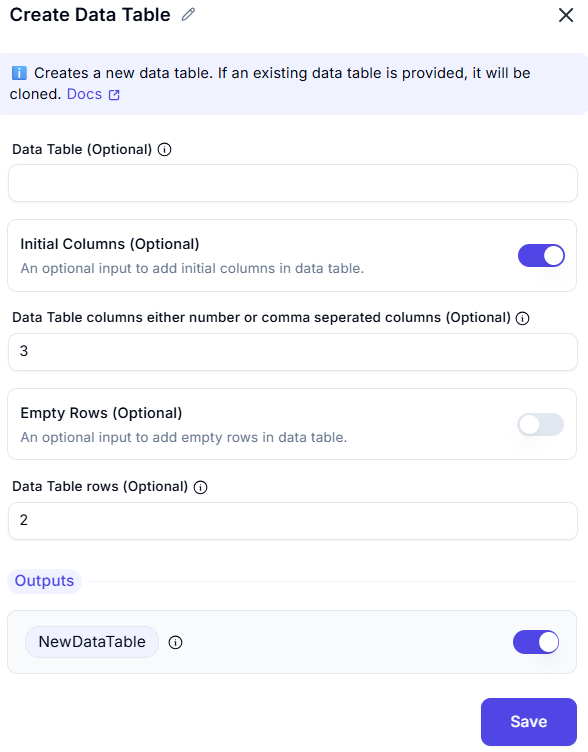 Create Data Table
Creates a new data table. If an existing data table is provided, it will be
cloned. Docs
Data Table (Optional)
Initial Columns (Optional)
An optional input to add initial columns in data table.
Data Table columns either number or comma seperated columns (Optional)
3
Empty Rows (Optional)
An optional input to add empty rows in data table.
Data Table rows (Optional)
2
Outputs
NewDataTable
Save